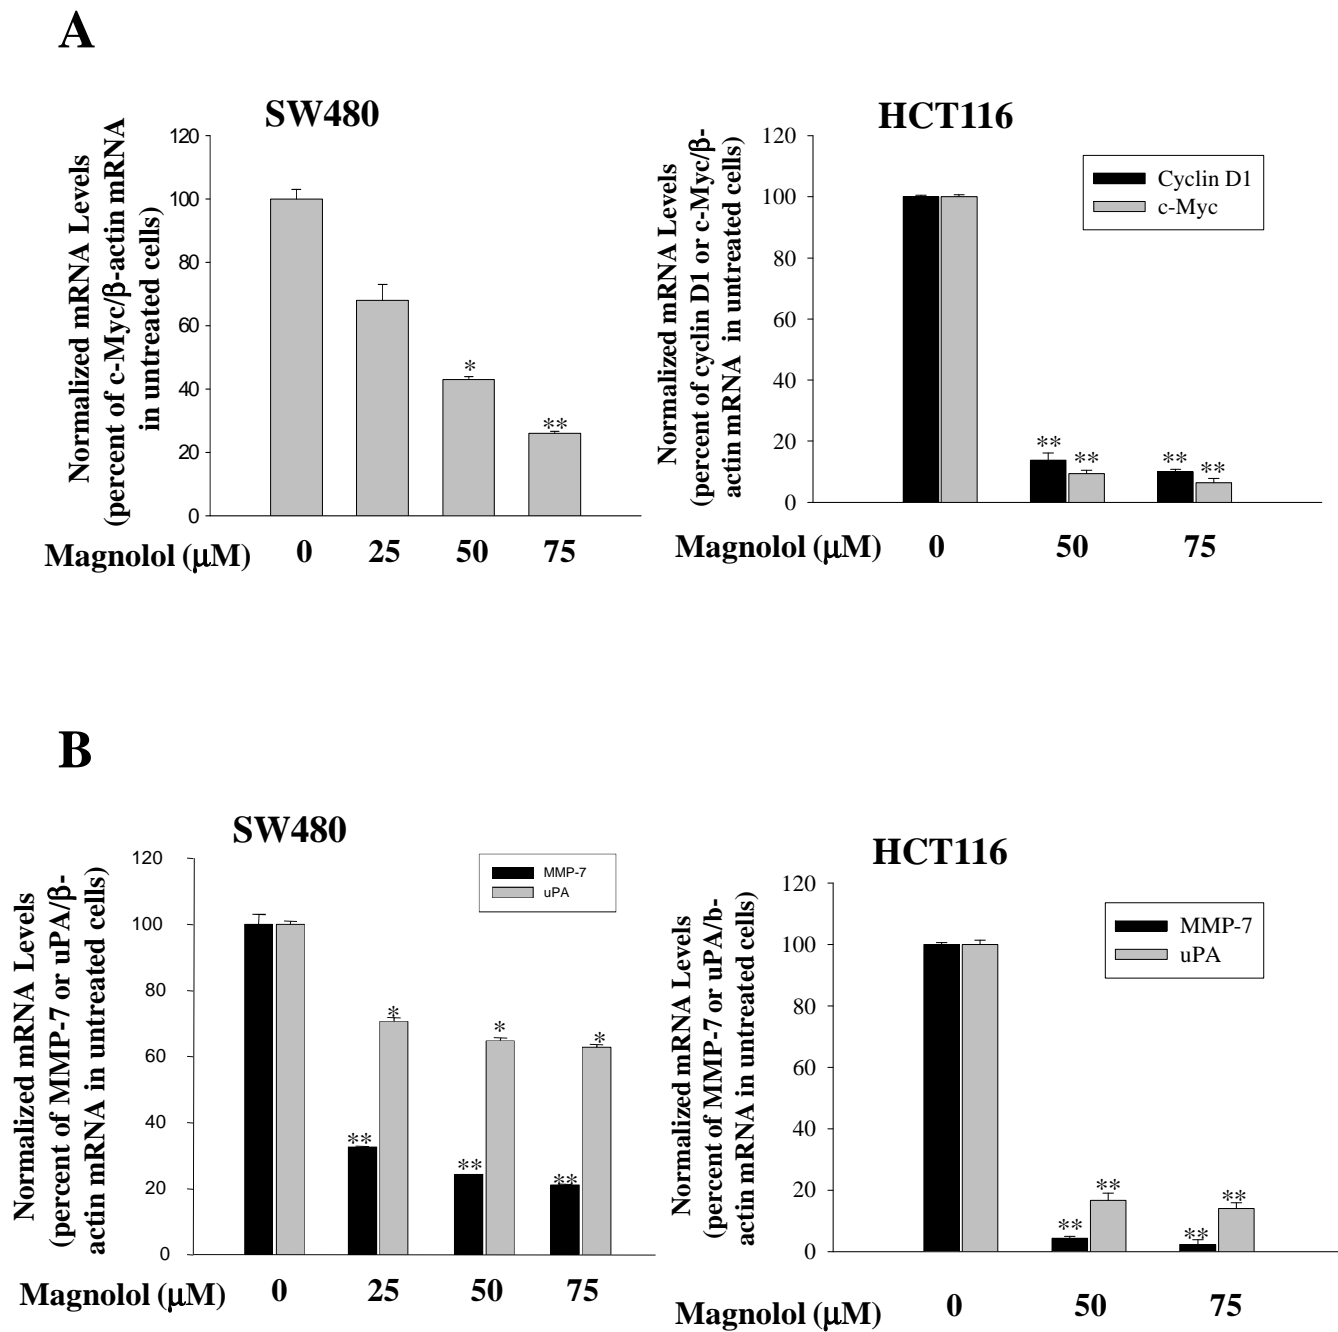 A
SW480
Normalized mRNA Levels
(percent of c-Myc/β-actin mRNA
in untreated cells)
120
100
80
60
40
20
0
*
**
Magnolol (μM) 0 25 50 75
HCT116
Normalized mRNA Levels
(percent of cyclin D1 or c-Myc/β-
actin mRNA in untreated cells)
120
100
80
60
40
20
0
Cyclin D1
c-Myc
** ** ** **
Magnolol (μM) 0 50 75
B
SW480
Normalized mRNA Levels
(percent of MMP-7 or uPA/β-
actin mRNA in untreated cells)
120
100
80
60
40
20
0
MMP-7
uPA
* * *
** ** **
Magnolol (μM) 0 25 50 75
HCT116
Normalized mRNA Levels
(percent of MMP-7 or uPA/b-
actin mRNA in untreated cells)
120
100
80
60
40
20
0
MMP-7
uPA
** ** ** **
Magnolol (μM) 0 50 75